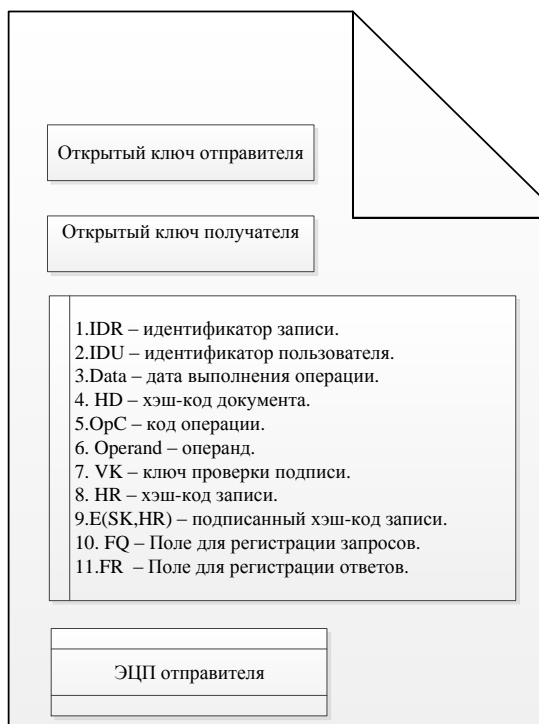 Открытый ключ отправителя
Открытый ключ получателя
1.IDR – идентификатор записи.
2.IDU – идентификатор пользователя.
3.Data – дата выполнения операции.
4. HD – хэш-код документа.
5.OpC – код операции.
6. Operand – операнд.
7. VK – ключ проверки подписи.
8. HR – хэш-код записи.
9.E(SK,HR) – подписанный хэш-код записи.
10. FQ – Поле для регистрации запросов.
11.FR – Поле для регистрации ответов.
ЭЦП отправителя